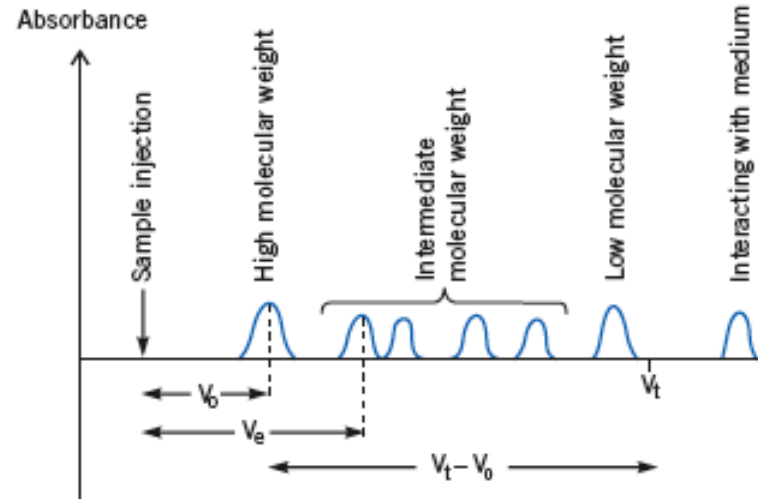 Absorbance
Sample injection
High molecular weight
Intermediate
molecular weight
Low molecular weight
Interacting with medium
Vₜ
Vₒ
Vₑ
Vₜ – Vₒ